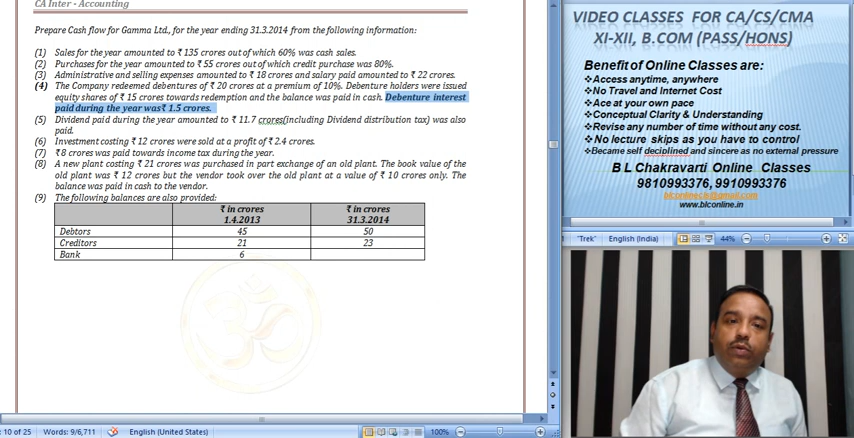 CA Inter - Accounting
Prepare Cash flow for Gamma Ltd., for the year ending 31.3.2014 from the following information:
(1) Sales for the year amounted to ₹ 135 crores out of which 60% was cash sales.
(2) Purchases for the year amounted to ₹ 55 crores out of which credit purchase was 80%.
(3) Administrative and selling expenses amounted to ₹ 18 crores and salary paid amounted to ₹ 22 crores.
(4) The Company redeemed debentures of ₹ 20 crores at a premium of 10%. Debenture holders were issued
equity shares of ₹ 15 crores towards redemption and the balance was paid in cash. Debenture interest
paid during the year was₹ 1.5 crores.
(5) Dividend paid during the year amounted to ₹ 11.7 crores(including Dividend distribution tax) was also
paid.
(6) Investment costing ₹ 12 crores were sold at a profit of ₹ 2.4 crores.
(7) ₹ 8 crores was paid towards income tax during the year.
(8) A new plant costing ₹ 21 crores was purchased in part exchange of an old plant. The book value of the
old plant was ₹ 12 crores but the vendor took over the old plant at a value of ₹ 10 crores only. The
balance was paid in cash to the vendor.
(9) The following balances are also provided:
₹ in crores ₹ in crores
1.4.2013 31.3.2014
Debtors 45 50
Creditors 21 23
Bank 6
: 10 of 25 Words: 9/6,711 English (United States) 100%
VIDEO CLASSES FOR CA/CS/CMA
XI-XII, B.COM (PASS/HONS)
Benefit of Online Classes are:
❖Access anytime, anywhere
❖No Travel and Internet Cost
❖Ace at your own pace
❖Conceptual Clarity & Understanding
❖Revise any number of time without any cost.
❖No lecture skips as you have to control
❖Became self deciplined and sincere as no external pressure
B L Chakravarti Online Classes
9810993376, 9910993376
blconlinecls@gmail.com
www.blconline.in
"Trek" English (India) 44%